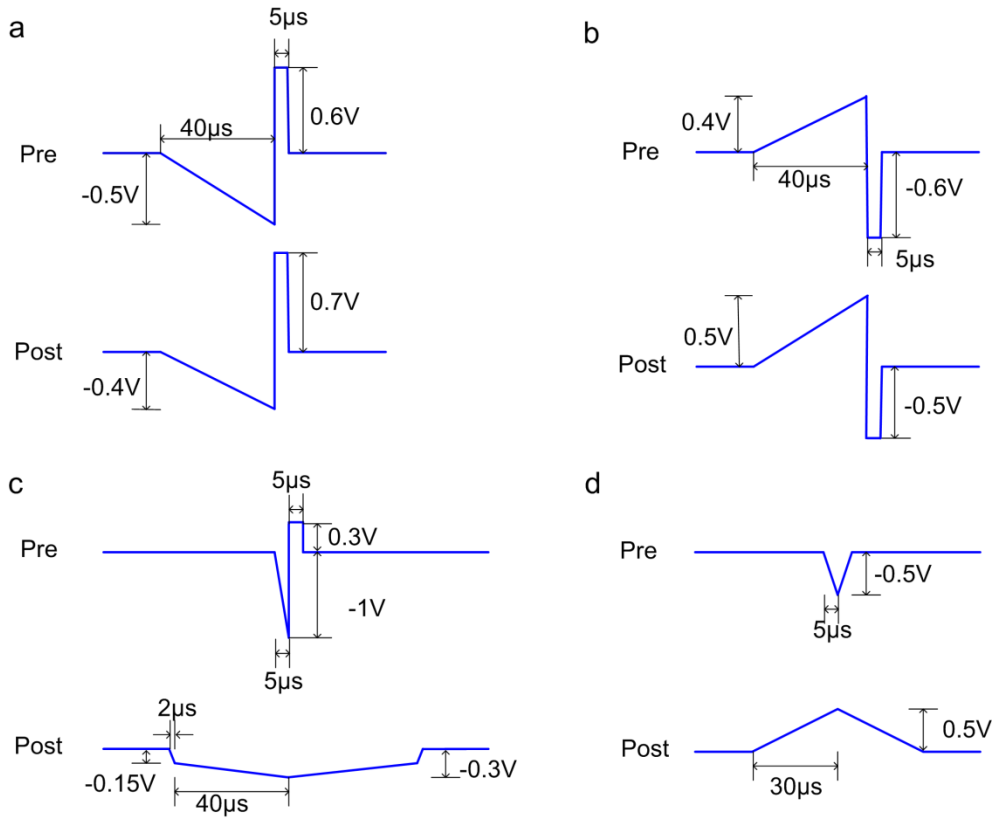 a
5µs
40µs
0.6V
Pre
-0.5V
0.7V
Post
-0.4V
b
0.4V
Pre
40µs
-0.6V
5µs
0.5V
Post
-0.5V
c
5µs
Pre
0.3V
-1V
5µs
2µs
Post
-0.15V
-0.3V
40µs
d
Pre
-0.5V
5µs
Post
0.5V
30µs